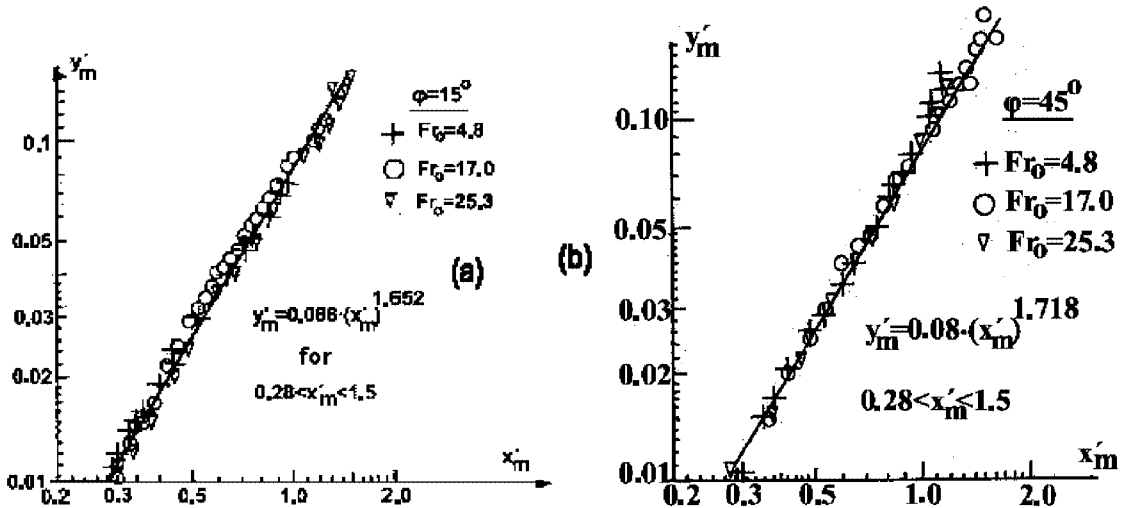 y′m
φ=15°
Fr₀=4.8
Fr₀=17.0
Fr₀=25.3
0.1
0.05
0.03
0.02
0.01
(a)
y′m=0.086·(x′m)^1.652
for
0.28<x′m<1.5
x′m
0.2 0.3 0.5 1.0 2.0
y′m
φ=45°
Fr₀=4.8
Fr₀=17.0
Fr₀=25.3
0.10
0.05
0.03
0.02
0.01
(b)
y′m=0.08·(x′m)^1.718
0.28<x′m<1.5
x′m
0.2 0.3 0.5 1.0 2.0